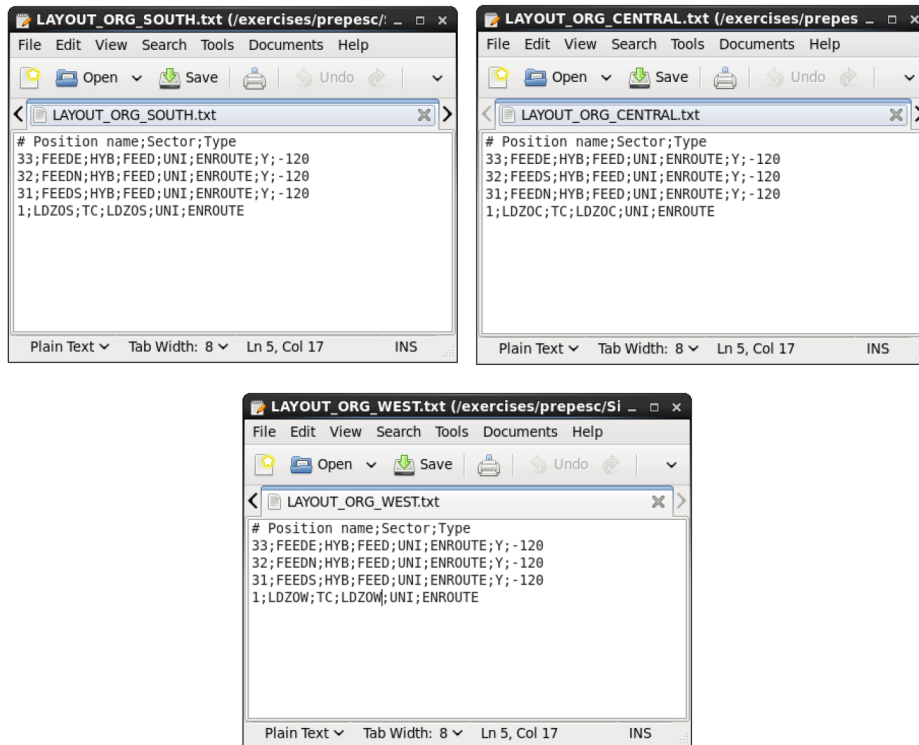 LAYOUT_ORG_SOUTH.txt (/exercises/prepesc/
File Edit View Search Tools Documents Help
Open Save Undo
LAYOUT_ORG_SOUTH.txt
# Position name;Sector;Type
33;FEEDE;HYB;FEED;UNI;ENROUTE;Y;-120
32;FEEDN;HYB;FEED;UNI;ENROUTE;Y;-120
31;FEEDS;HYB;FEED;UNI;ENROUTE;Y;-120
1;LDZOS;TC;LDZOS;UNI;ENROUTE
Plain Text Tab Width: 8 Ln 5, Col 17 INS
LAYOUT_ORG_CENTRAL.txt (/exercises/prepes
File Edit View Search Tools Documents Help
Open Save Undo
LAYOUT_ORG_CENTRAL.txt
# Position name;Sector;Type
33;FEEDE;HYB;FEED;UNI;ENROUTE;Y;-120
32;FEEDS;HYB;FEED;UNI;ENROUTE;Y;-120
31;FEEDN;HYB;FEED;UNI;ENROUTE;Y;-120
1;LDZOC;TC;LDZOC;UNI;ENROUTE
Plain Text Tab Width: 8 Ln 5, Col 17 INS
LAYOUT_ORG_WEST.txt (/exercises/prepesc/Si
File Edit View Search Tools Documents Help
Open Save Undo
LAYOUT_ORG_WEST.txt
# Position name;Sector;Type
33;FEEDE;HYB;FEED;UNI;ENROUTE;Y;-120
32;FEEDN;HYB;FEED;UNI;ENROUTE;Y;-120
31;FEEDS;HYB;FEED;UNI;ENROUTE;Y;-120
1;LDZOW;TC;LDZOW;UNI;ENROUTE
Plain Text Tab Width: 8 Ln 5, Col 17 INS